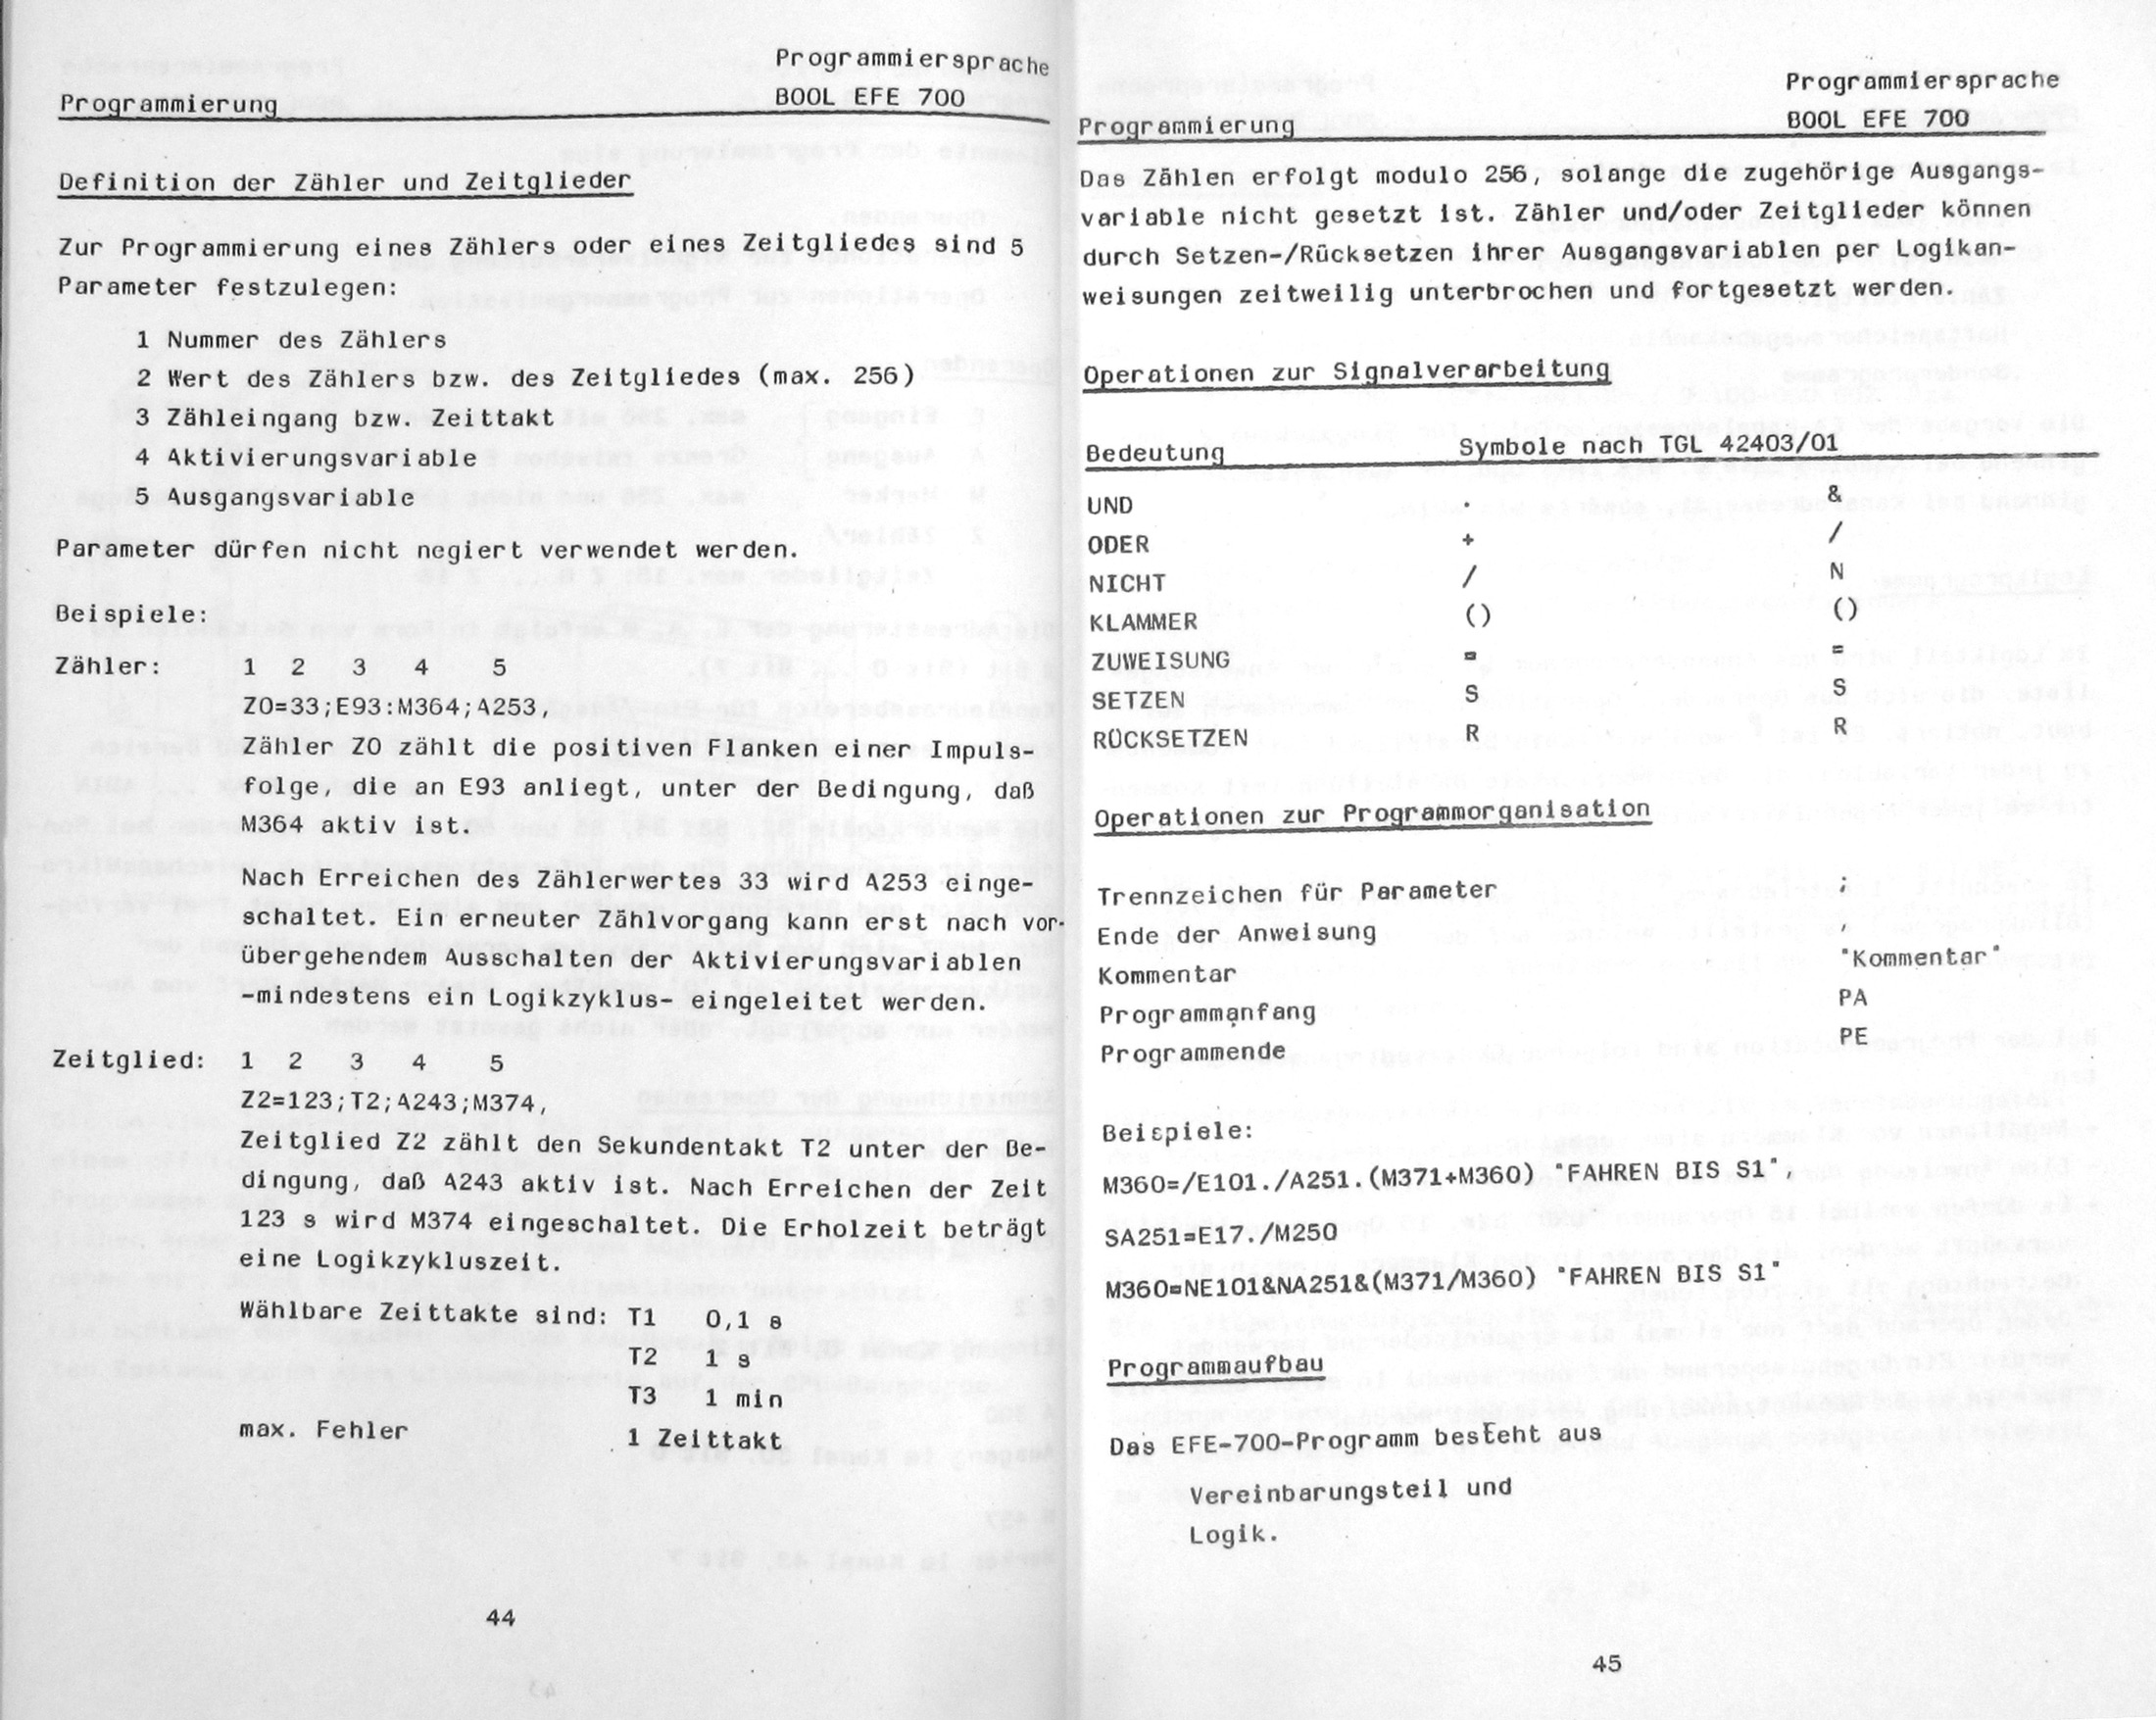 Programmiersprache
Programmierung BOOL EFE 700
Definition der Zähler und Zeitglieder
Zur Programmierung eines Zählers oder eines Zeitgliedes sind 5
Parameter festzulegen:
1 Nummer des Zählers
2 Wert des Zählers bzw. des Zeitgliedes (max. 256)
3 Zähleingang bzw. Zeittakt
4 Aktivierungsvariable
5 Ausgangsvariable
Parameter dürfen nicht negiert verwendet werden.
Beispiele:
Zähler: 1 2 3 4 5
Z0=33;E93:M364;A253,
Zähler Z0 zählt die positiven Flanken einer Impuls-
folge, die an E93 anliegt, unter der Bedingung, daß
M364 aktiv ist.
Nach Erreichen des Zählerwertes 33 wird A253 einge-
schaltet. Ein erneuter Zählvorgang kann erst nach vor-
übergehendem Ausschalten der Aktivierungsvariablen
-mindestens ein Logikzyklus- eingeleitet werden.
Zeitglied: 1 2 3 4 5
Z2=123;T2;A243;M374,
Zeitglied Z2 zählt den Sekundentakt T2 unter der Be-
dingung, daß A243 aktiv ist. Nach Erreichen der Zeit
123 s wird M374 eingeschaltet. Die Erholzeit beträgt
eine Logikzykluszeit.
Wählbare Zeittakte sind: T1 0,1 s
T2 1 s
T3 1 min
max. Fehler 1 Zeittakt
44
Programmiersprache
Programmierung BOOL EFE 700
Das Zählen erfolgt modulo 256, solange die zugehörige Ausgangs-
variable nicht gesetzt ist. Zähler und/oder Zeitglieder können
durch Setzen-/Rücksetzen ihrer Ausgangsvariablen per Logikan-
weisungen zeitweilig unterbrochen und fortgesetzt werden.
Operationen zur Signalverarbeitung
Bedeutung Symbole nach TGL 42403/01
UND . &
ODER + /
NICHT / N
KLAMMER () ()
ZUWEISUNG = =
SETZEN S S
RÜCKSETZEN R R
Operationen zur Programmorganisation
Trennzeichen für Parameter ;
Ende der Anweisung ,
Kommentar "Kommentar"
Programmanfang PA
Programmende PE
Beispiele:
M360=/E101./A251.(M371+M360) "FAHREN BIS S1",
SA251=E17./M250
M360=NE101&NA251&(M371/M360) "FAHREN BIS S1"
Programmaufbau
Das EFE-700-Programm besteht aus
Vereinbarungsteil und
Logik.
45